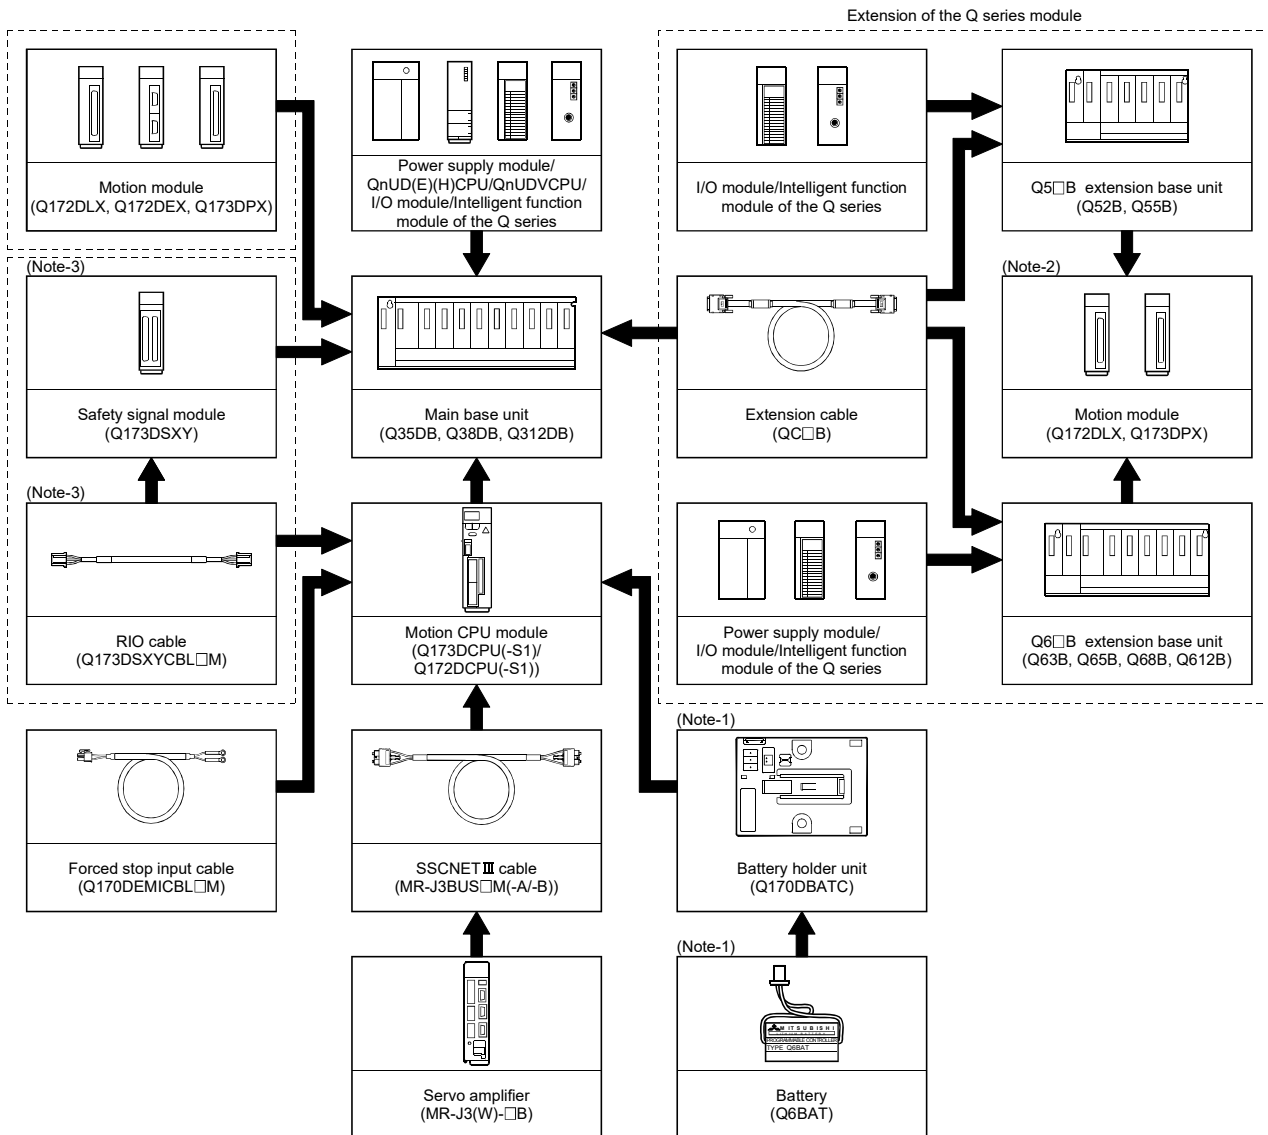 Extension of the Q series module
Motion module
(Q172DLX, Q172DEX, Q173DPX)
Power supply module/
QnUD(E)(H)CPU/QnUDVCPU/
I/O module/Intelligent function
module of the Q series
I/O module/Intelligent function
module of the Q series
Q5□B extension base unit
(Q52B, Q55B)
(Note-3)
Safety signal module
(Q173DSXY)
Main base unit
(Q35DB, Q38DB, Q312DB)
Extension cable
(QC□B)
(Note-2)
Motion module
(Q172DLX, Q173DPX)
(Note-3)
RIO cable
(Q173DSXYCBL□M)
Motion CPU module
(Q173DCPU(-S1)/
Q172DCPU(-S1))
Power supply module/
I/O module/Intelligent function
module of the Q series
Q6□B extension base unit
(Q63B, Q65B, Q68B, Q612B)
Forced stop input cable
(Q170DEMICBL□M)
SSCNETⅢ cable
(MR-J3BUS□M(-A/-B))
(Note-1)
Battery holder unit
(Q170DBATC)
Servo amplifier
(MR-J3(W)-□B)
(Note-1)
MITSUBISHI
PROGRAMMABLE CONTROLLER
TYPE Q6BAT
Battery
(Q6BAT)